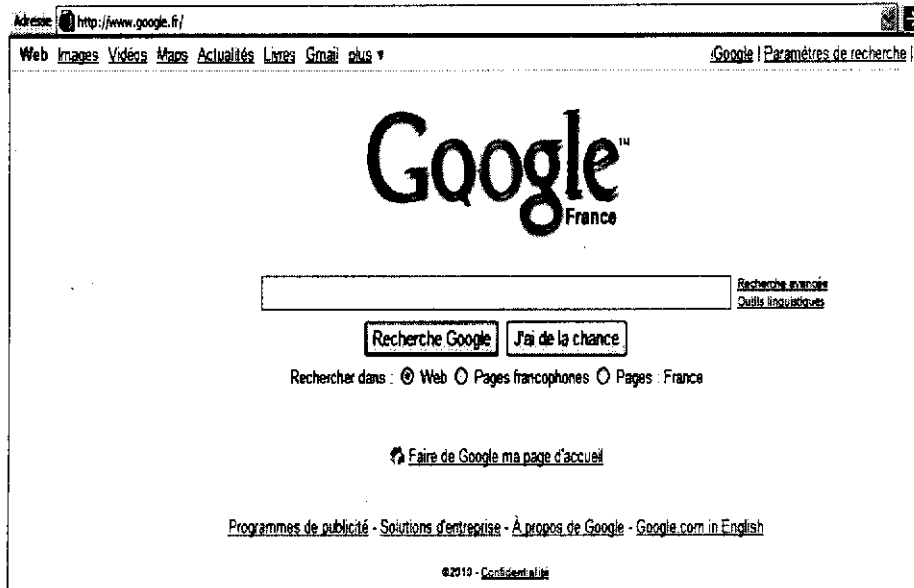 Adresse http://www.google.fr/
Web Images Vidéos Maps Actualités Livres Gmail plus ▼ iGoogle | Paramètres de recherche |
Google™
France
Recherche avancée
Outils linguistiques
Recherche Google J'ai de la chance
Rechercher dans : Web Pages francophones Pages : France
Faire de Google ma page d'accueil
Programmes de publicité - Solutions d'entreprise - À propos de Google - Google.com in English
©2010 - Confidentialité